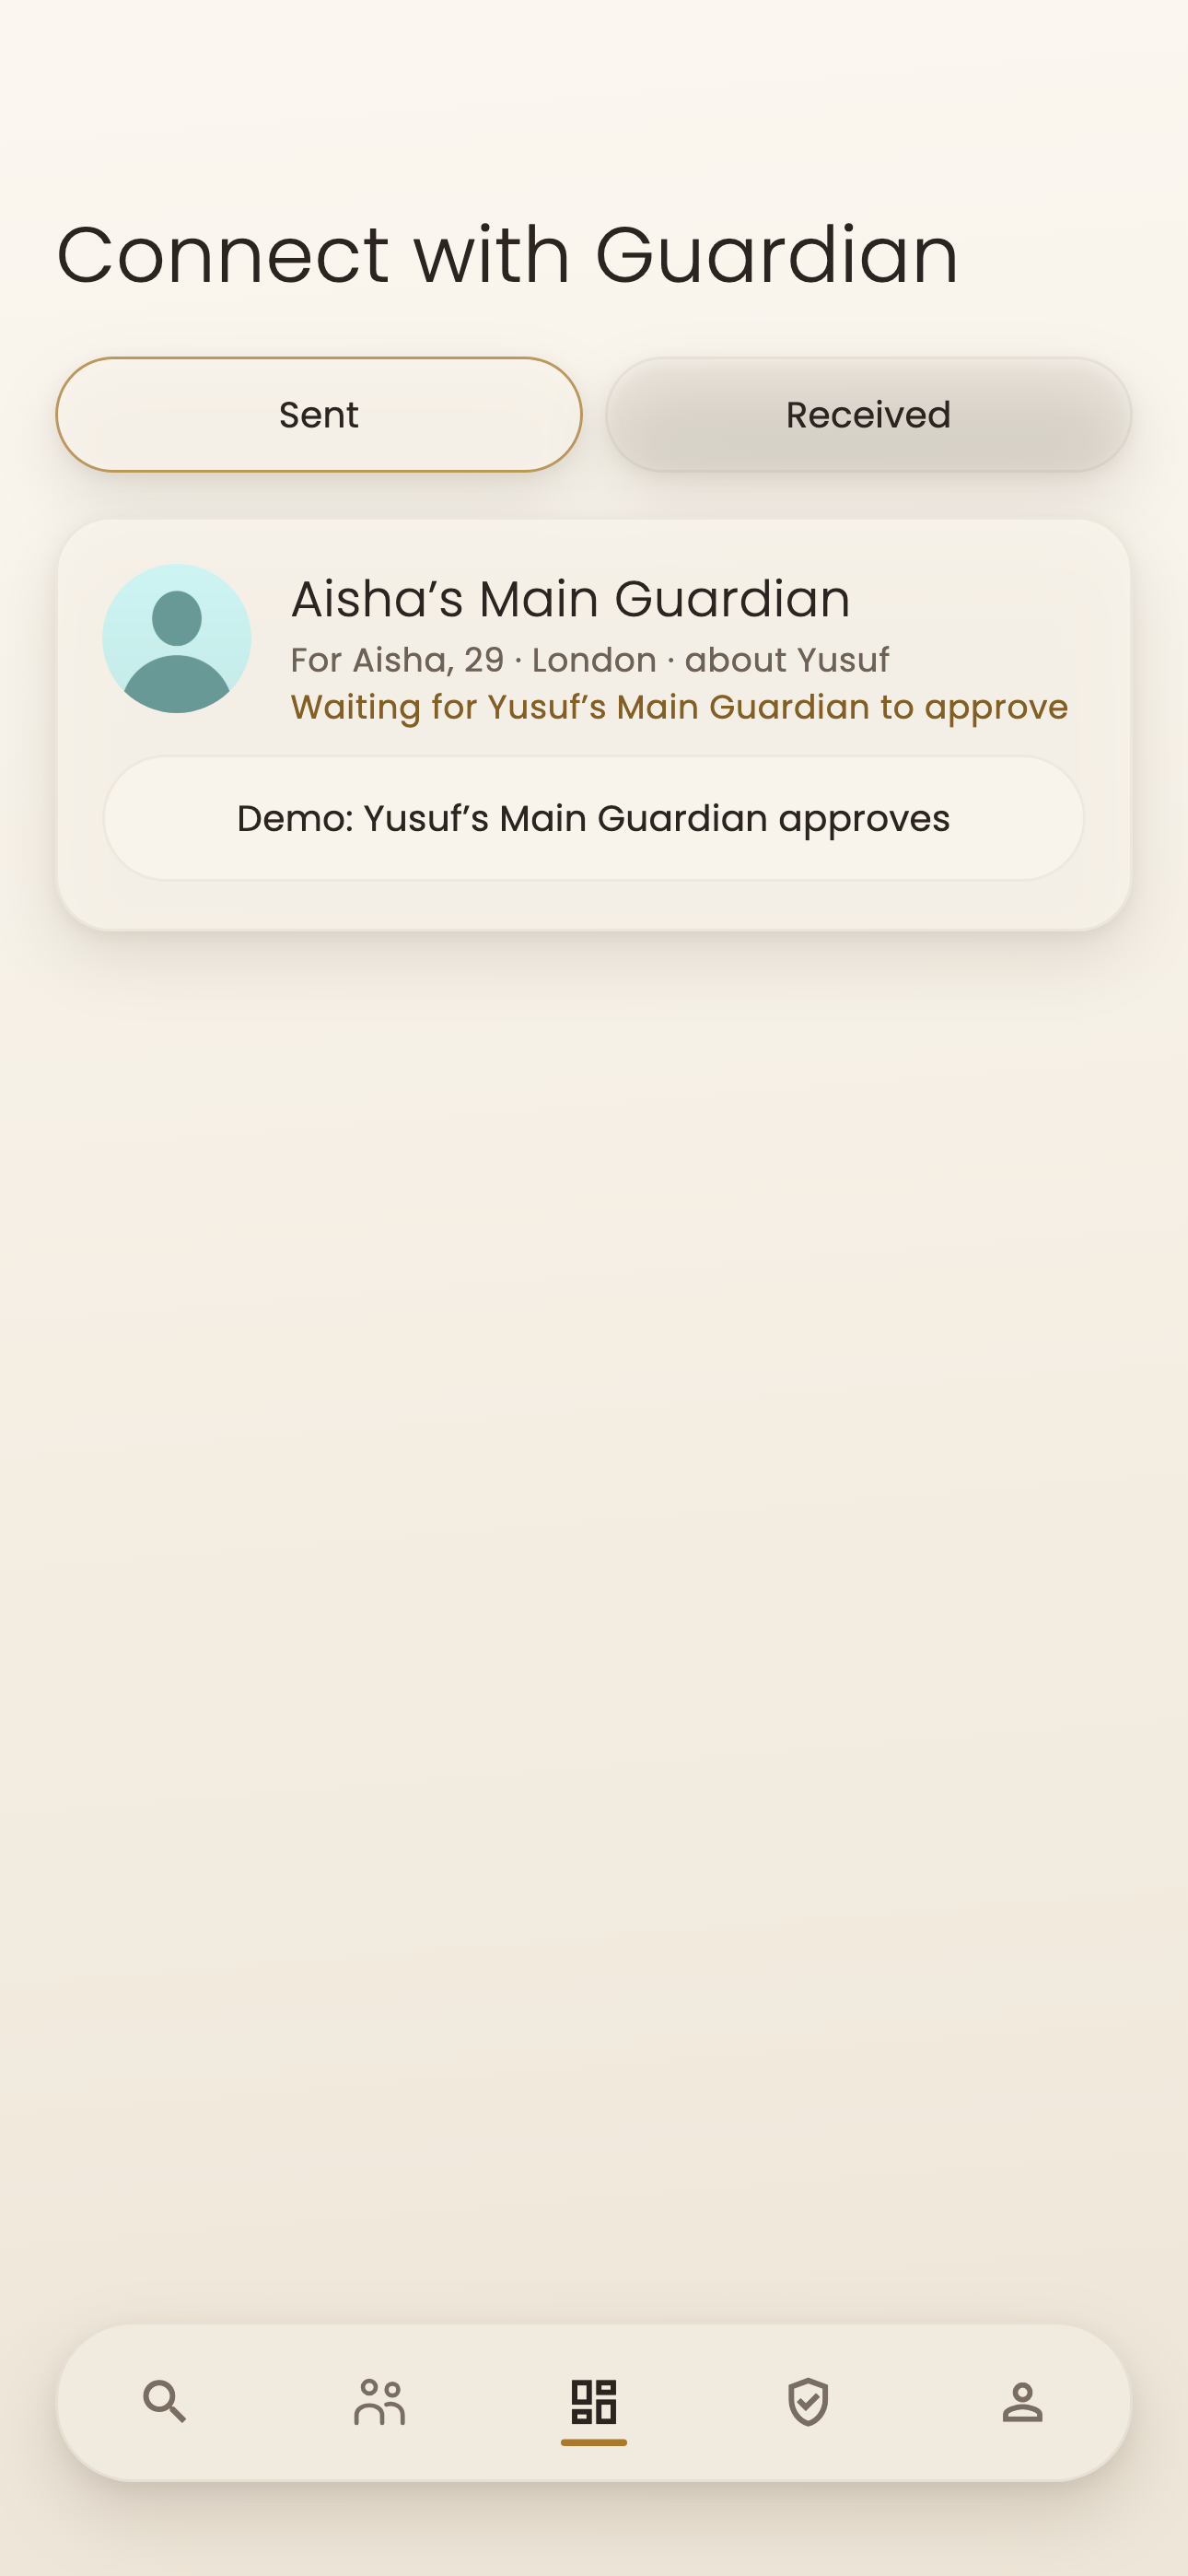 Connect with Guardian
Sent
Received
Aisha’s Main Guardian
For Aisha, 29 · London · about Yusuf
Waiting for Yusuf’s Main Guardian to approve
Demo: Yusuf’s Main Guardian approves